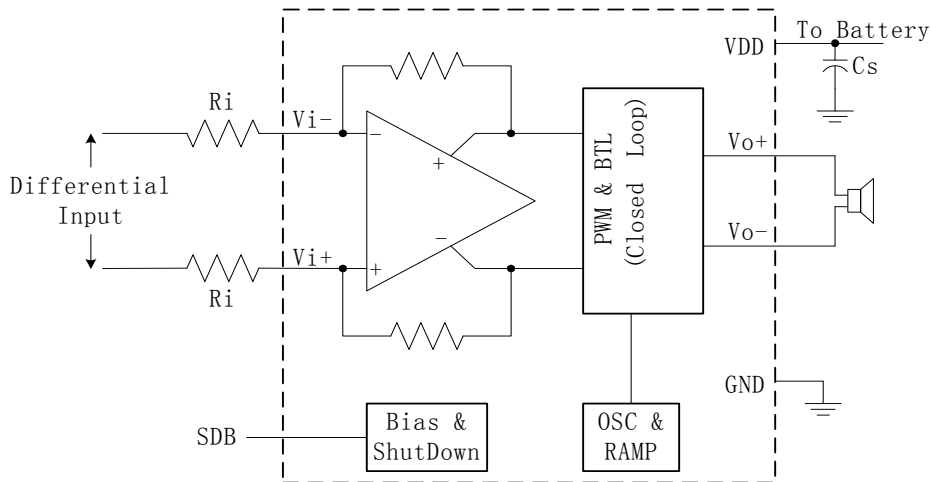 To Battery
VDD
Cs
Ri
Vi-
-
+
Differential
Input
PWM & BTL
(Closed Loop)
Vo+
Vo-
-
Vi+
+
Ri
GND
SDB
Bias &
ShutDown
OSC &
RAMP